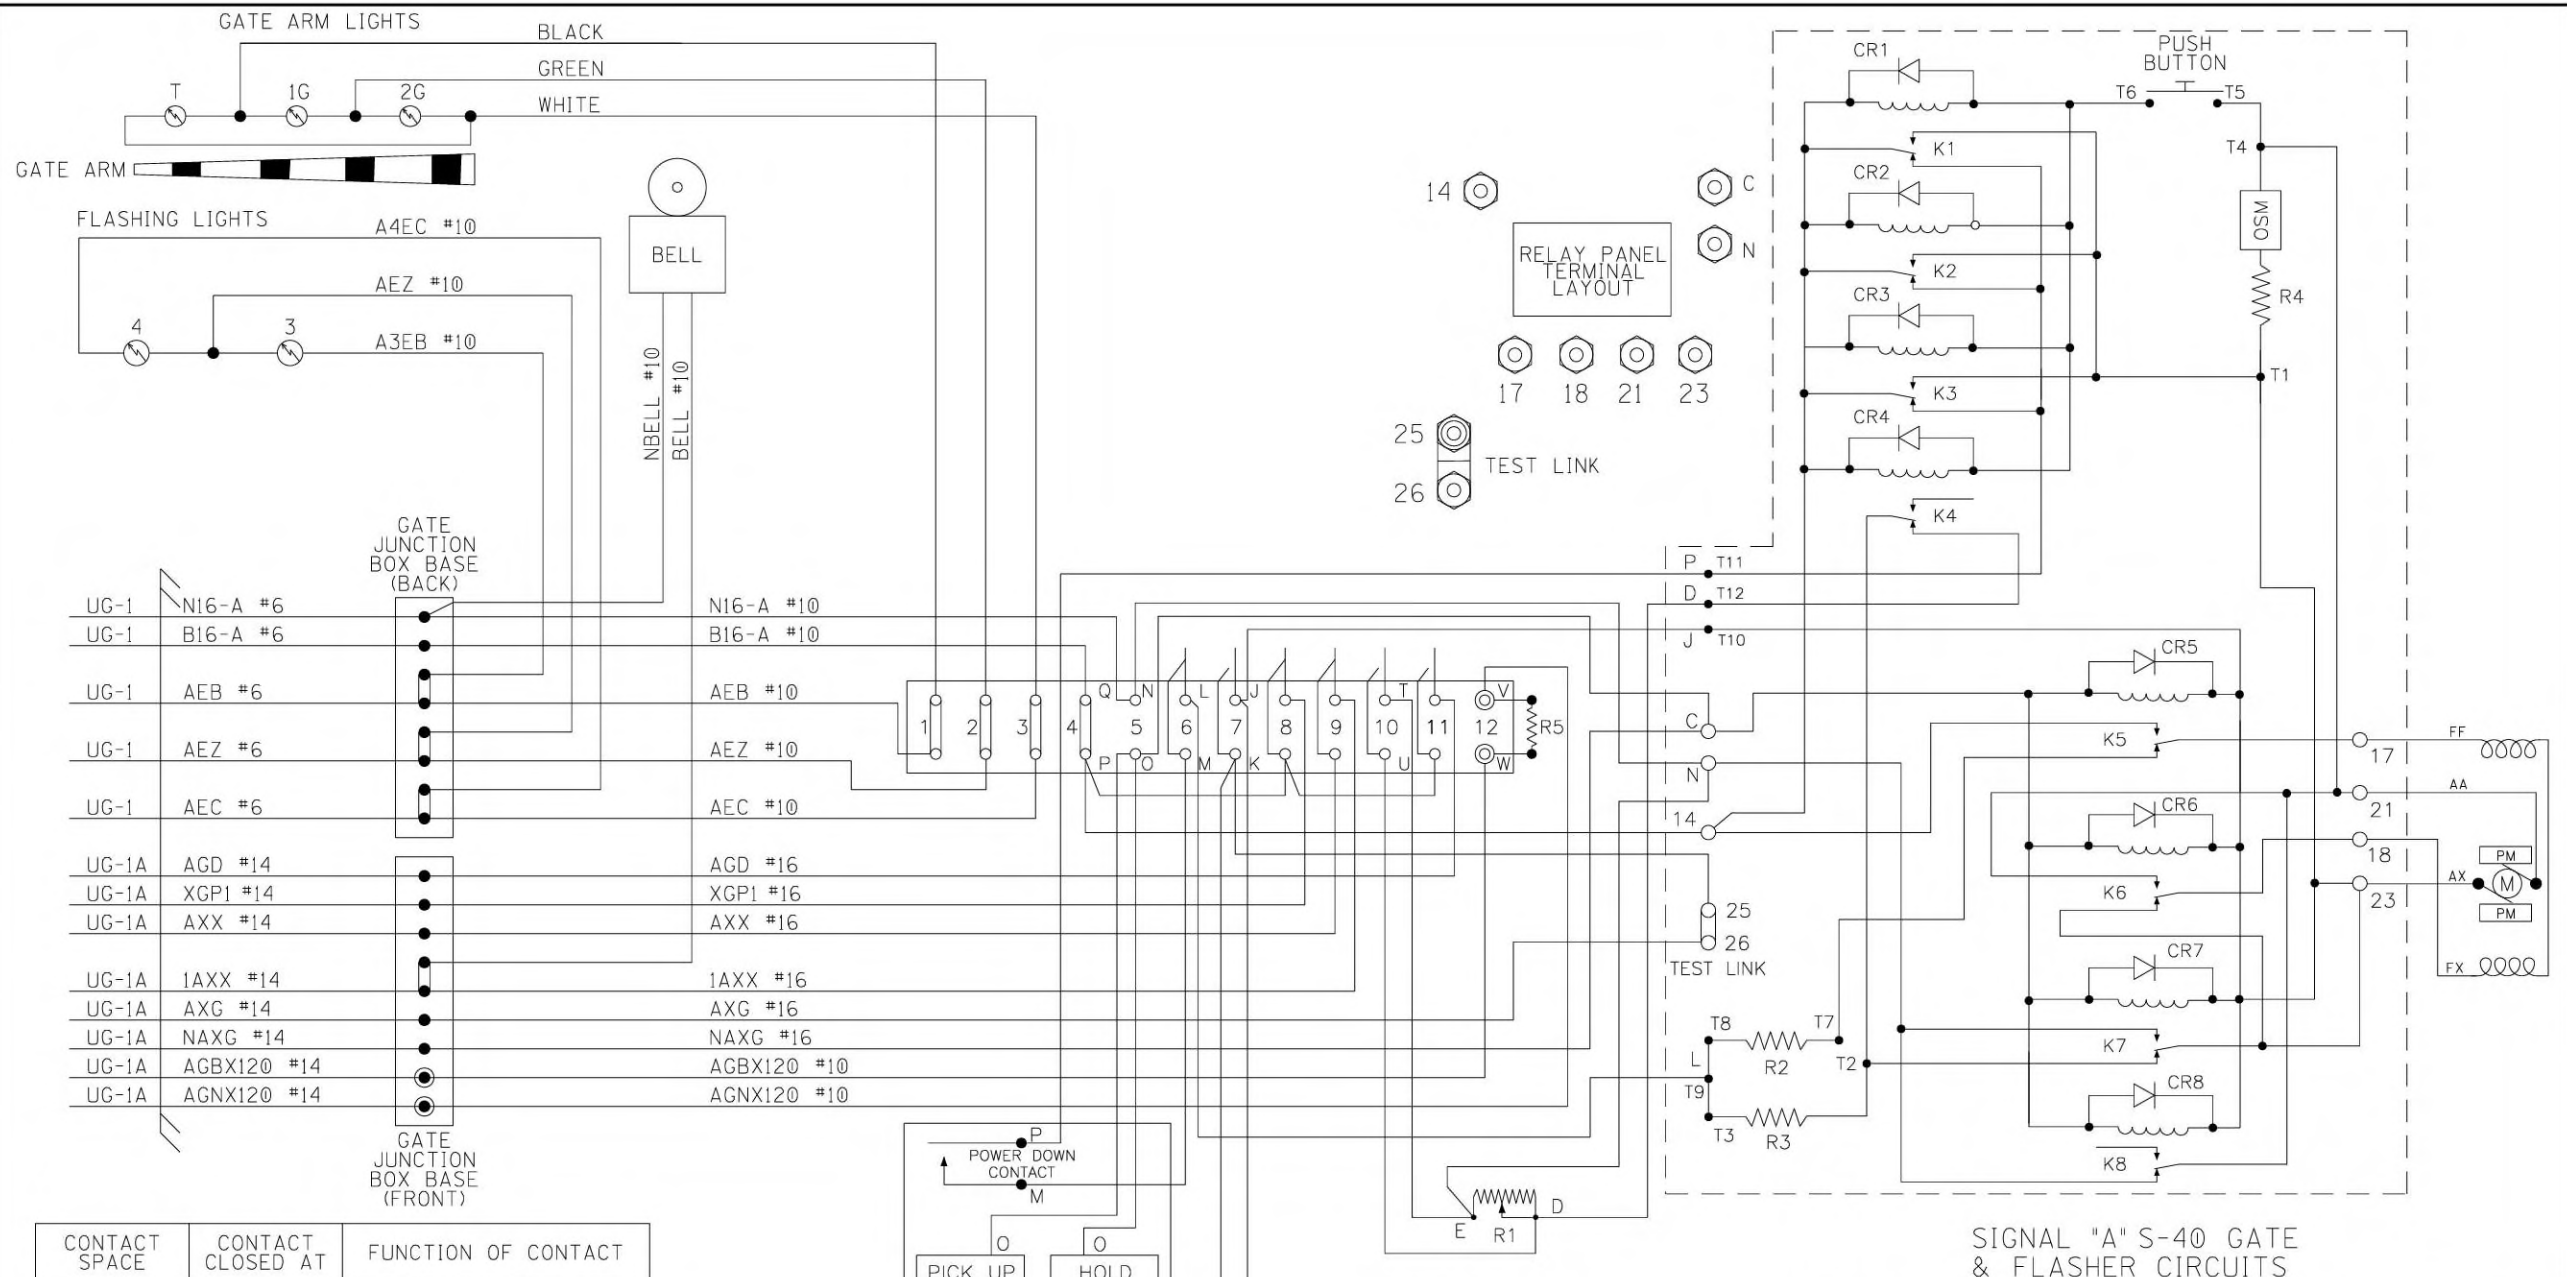 GATE ARM LIGHTS
BLACK
GREEN
WHITE
T
1G
2G
GATE ARM
FLASHING LIGHTS
A4EC #10
AEZ #10
A3EB #10
4
3
BELL
NBELL #10
BELL #10
14
C
N
RELAY PANEL
TERMINAL
LAYOUT
17
18
21
23
25
26
TEST LINK
PUSH
BUTTON
CR1
T6
T5
K1
T4
CR2
OSM
K2
CR3
R4
K3
T1
CR4
K4
GATE
JUNCTION
BOX BASE
(BACK)
UG-1 N16-A #6 N16-A #10
UG-1 B16-A #6 B16-A #10
UG-1 AEB #6 AEB #10
UG-1 AEZ #6 AEZ #10
UG-1 AEC #6 AEC #10
UG-1A AGD #14 AGD #16
UG-1A XGP1 #14 XGP1 #16
UG-1A AXX #14 AXX #16
UG-1A 1AXX #14 1AXX #16
UG-1A AXG #14 AXG #16
UG-1A NAXG #14 NAXG #16
UG-1A AGBX120 #14 AGBX120 #10
UG-1A AGNX120 #14 AGNX120 #10
GATE
JUNCTION
BOX BASE
(FRONT)
Q N L J T V
1 2 3 4 5 6 7 8 9 10 11 12 R5
P O M K U W
P T11
D T12
J T10
C
N
14
25
26
TEST LINK
T8
T7
L
R2
T2
T9
T3
R3
CR5
K5
CR6
K6
CR7
K7
CR8
K8
17
21
18
23
FF
AA
AX
FX
PM
M
PM
P
POWER DOWN
CONTACT
M
O
O
PICK UP
HOLD
E
R1
D
SIGNAL "A" S-40 GATE
& FLASHER CIRCUITS
CONTACT
SPACE
CONTACT
CLOSED AT
FUNCTION OF CONTACT